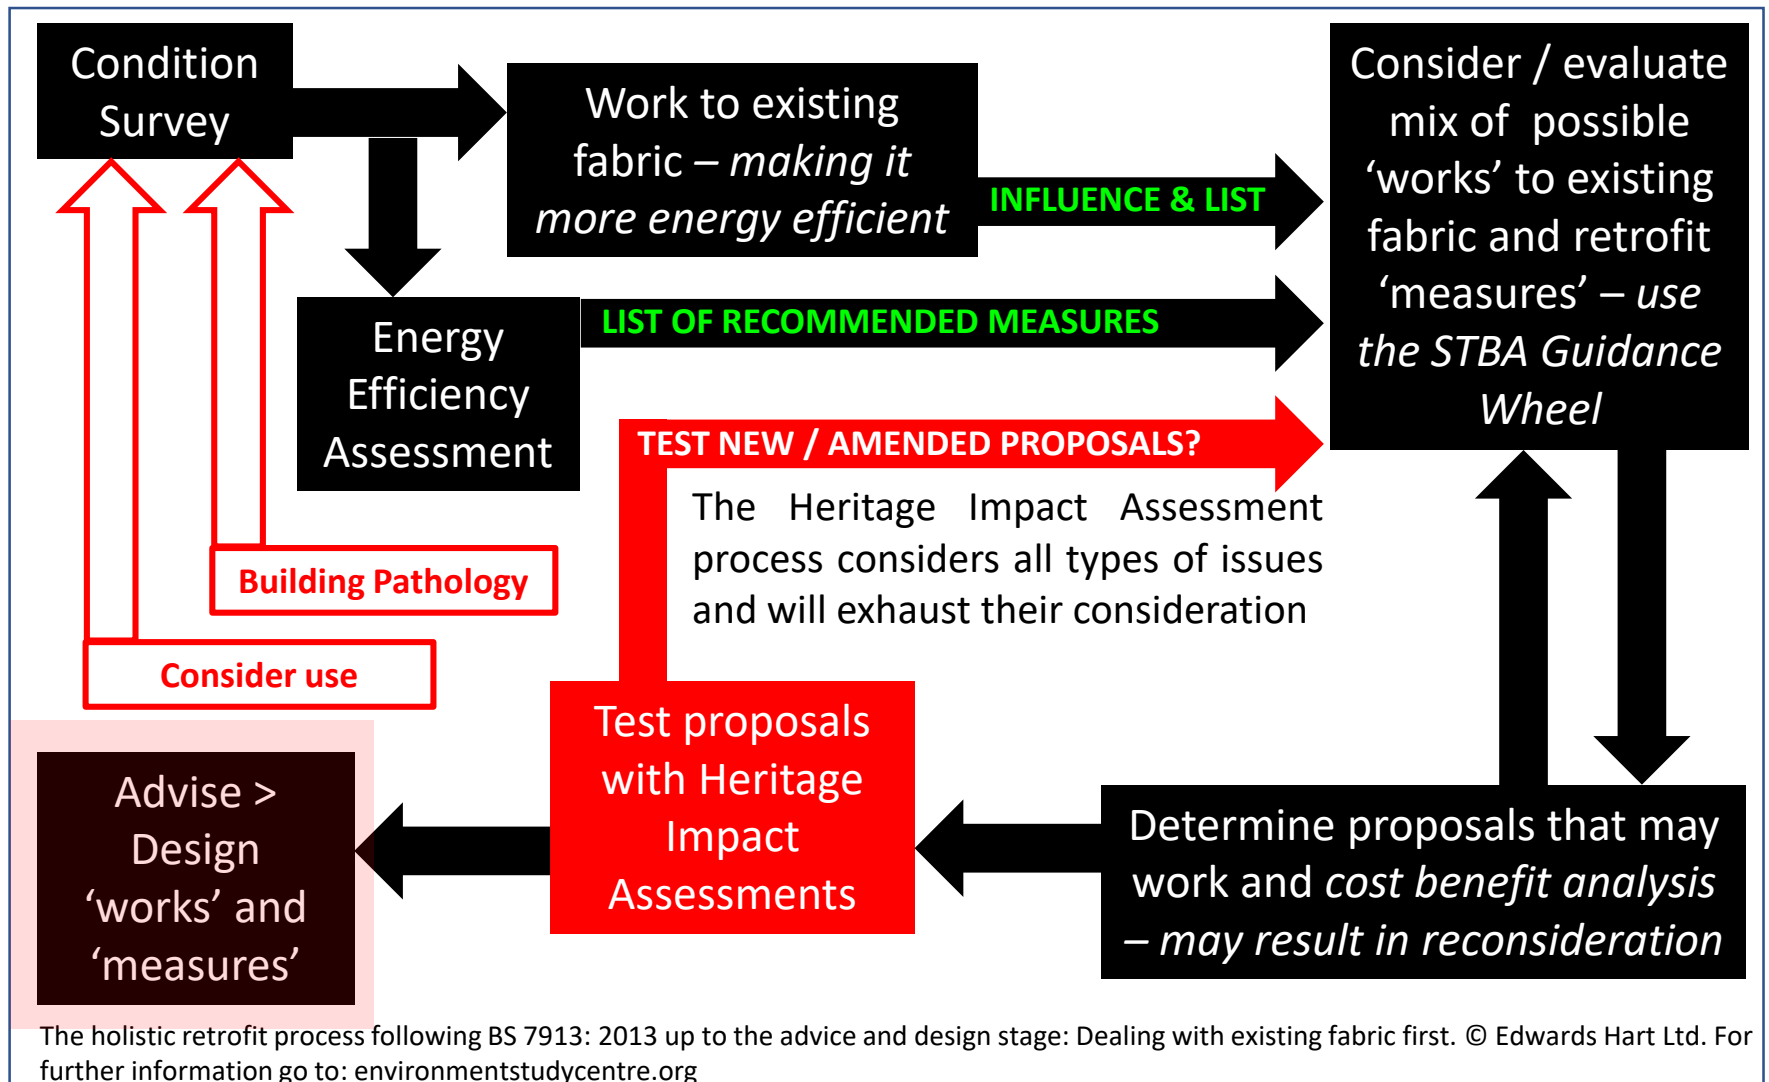 Condition
Survey
Work to existing
fabric – making it
more energy efficient
INFLUENCE & LIST
Consider / evaluate
mix of possible
‘works’ to existing
fabric and retrofit
‘measures’ – use
the STBA Guidance
Wheel
Energy
Efficiency
Assessment
LIST OF RECOMMENDED MEASURES
TEST NEW / AMENDED PROPOSALS?
The Heritage Impact Assessment
process considers all types of issues
and will exhaust their consideration
Building Pathology
Consider use
Advise >
Design
‘works’ and
‘measures’
Test proposals
with Heritage
Impact
Assessments
Determine proposals that may
work and cost benefit analysis
– may result in reconsideration
The holistic retrofit process following BS 7913: 2013 up to the advice and design stage: Dealing with existing fabric first. © Edwards Hart Ltd. For
further information go to: environmentstudycentre.org